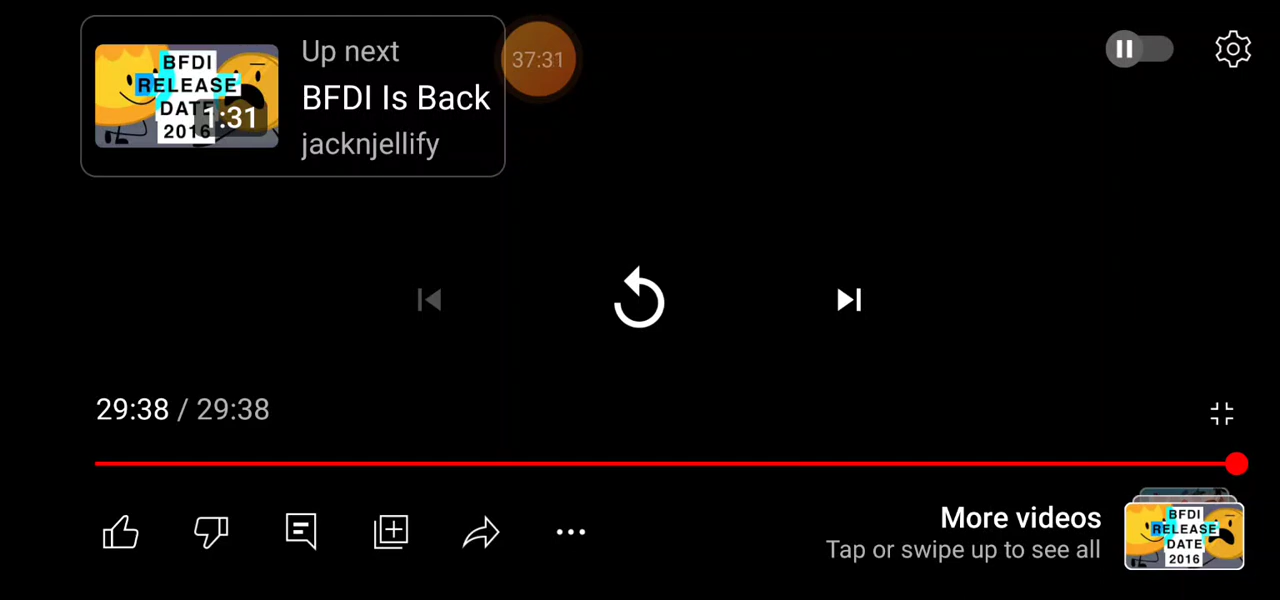 Up next
BFDI Is Back
jacknjellify
BFDI
RELEASE
DATE
2016
1:31
37:31
29:38 / 29:38
More videos
Tap or swipe up to see all
BFDI
RELEASE
DATE
2016